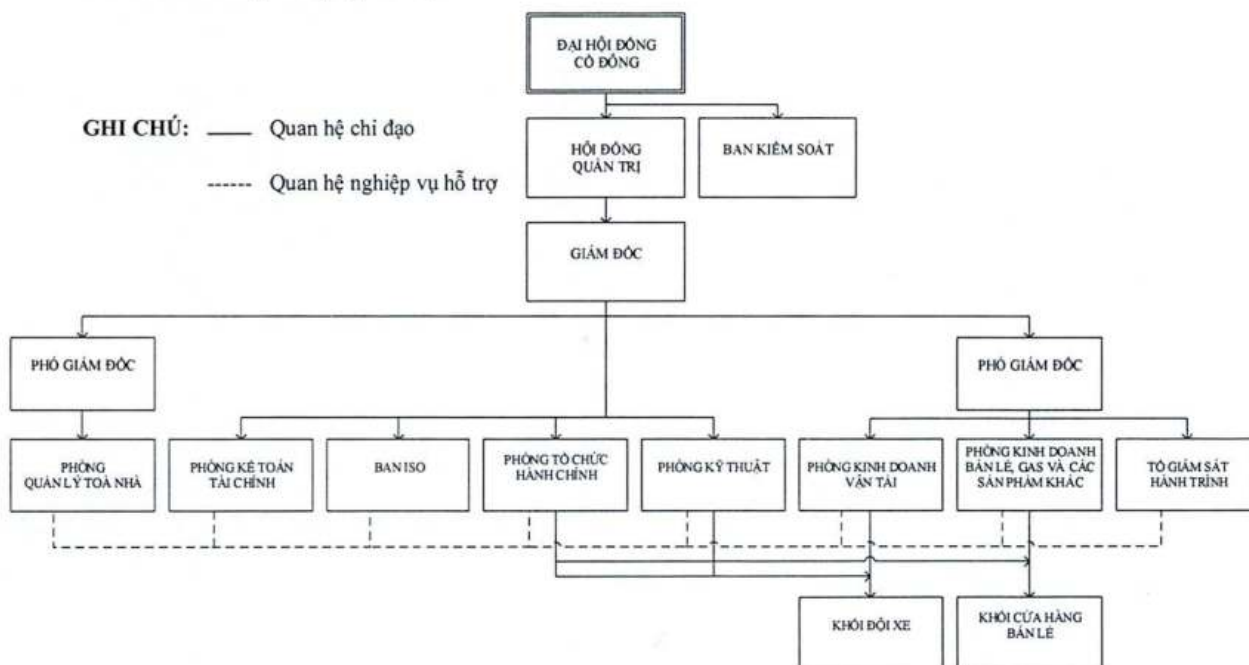 ĐẠI HỘI ĐỒNG
CỔ ĐÔNG
GHI CHÚ:
Quan hệ chỉ đạo
Quan hệ nghiệp vụ hỗ trợ
HỘI ĐỒNG
QUẢN TRỊ
BAN KIỂM SOÁT
GIÁM ĐỐC
PHÓ GIÁM ĐỐC
PHÓ GIÁM ĐỐC
PHÒNG
QUẢN LÝ TOÀ NHÀ
PHÒNG KẾ TOÁN
TÀI CHÍNH
BAN ISO
PHÒNG TỔ CHỨC
HÀNH CHÍNH
PHÒNG KỸ THUẬT
PHÒNG KINH DOANH
VẬN TẢI
PHÒNG KINH DOANH
BÁN LẺ, GAS VÀ CÁC
SẢN PHẨM KHÁC
TỔ GIÁM SÁT
HÀNH TRÌNH
KHỐI ĐỘI XE
KHỐI CỬA HÀNG
BÁN LẺ